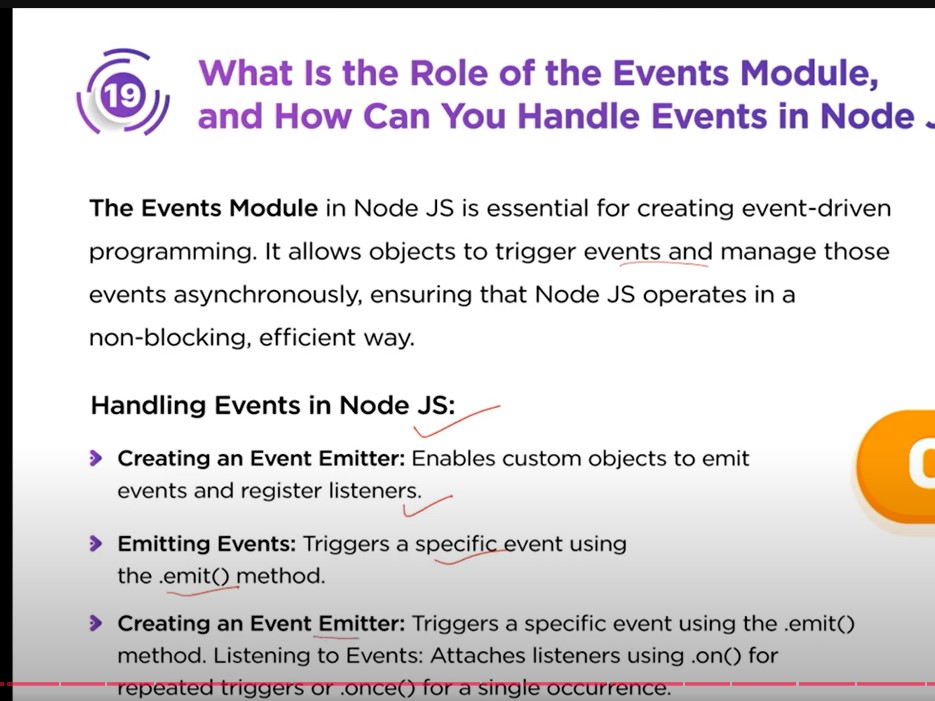 19
What Is the Role of the Events Module,
and How Can You Handle Events in Node
The Events Module in Node JS is essential for creating event-driven
programming. It allows objects to trigger events and manage those
events asynchronously, ensuring that Node JS operates in a
non-blocking, efficient way.
Handling Events in Node JS:
Creating an Event Emitter: Enables custom objects to emit
events and register listeners.
Emitting Events: Triggers a specific event using
the .emit() method.
Creating an Event Emitter: Triggers a specific event using the .emit()
method. Listening to Events: Attaches listeners using .on() for
repeated triggers or .once() for a single occurrence.